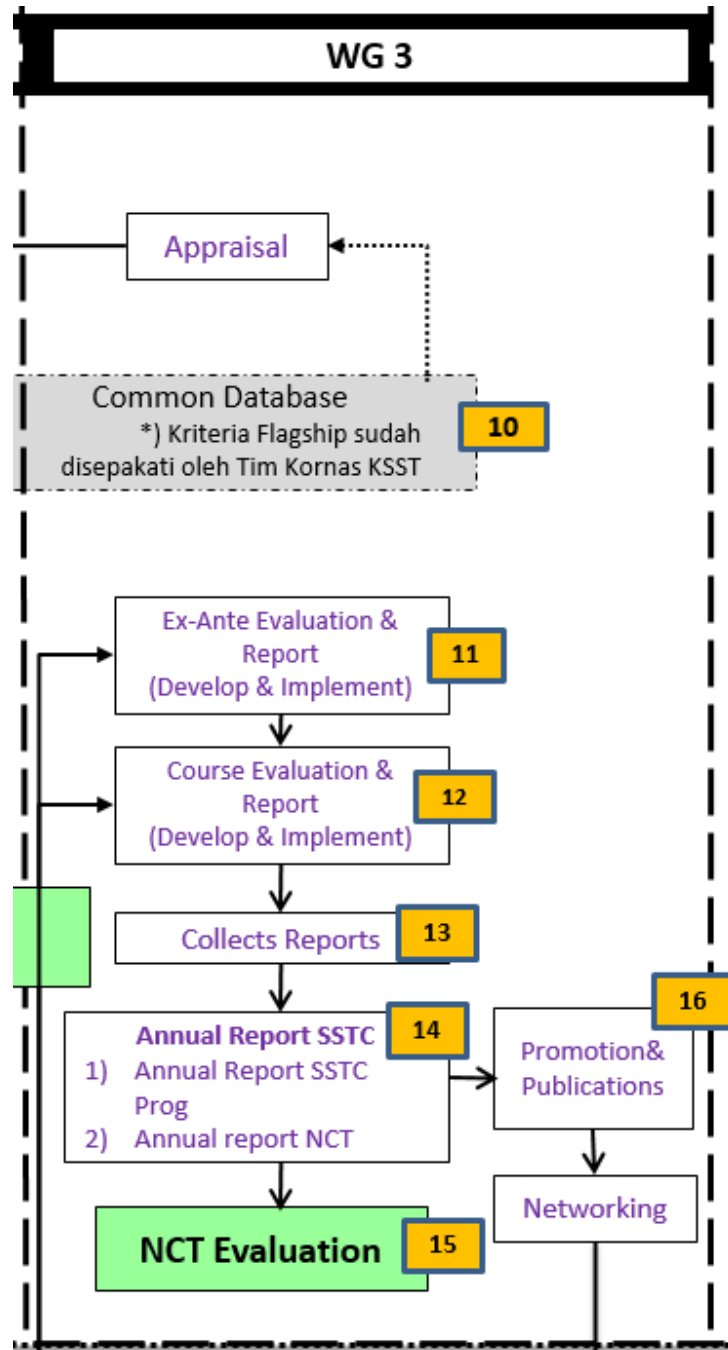 WG 3
Appraisal
Common Database
*) Kriteria Flagship sudah
disepakati oleh Tim Kornas KSST
10
Ex-Ante Evaluation &
Report
(Develop & Implement)
11
Course Evaluation &
Report
(Develop & Implement)
12
Collects Reports
13
Annual Report SSTC
1) Annual Report SSTC
Prog
2) Annual report NCT
14
16
Promotion&
Publications
Networking
NCT Evaluation
15